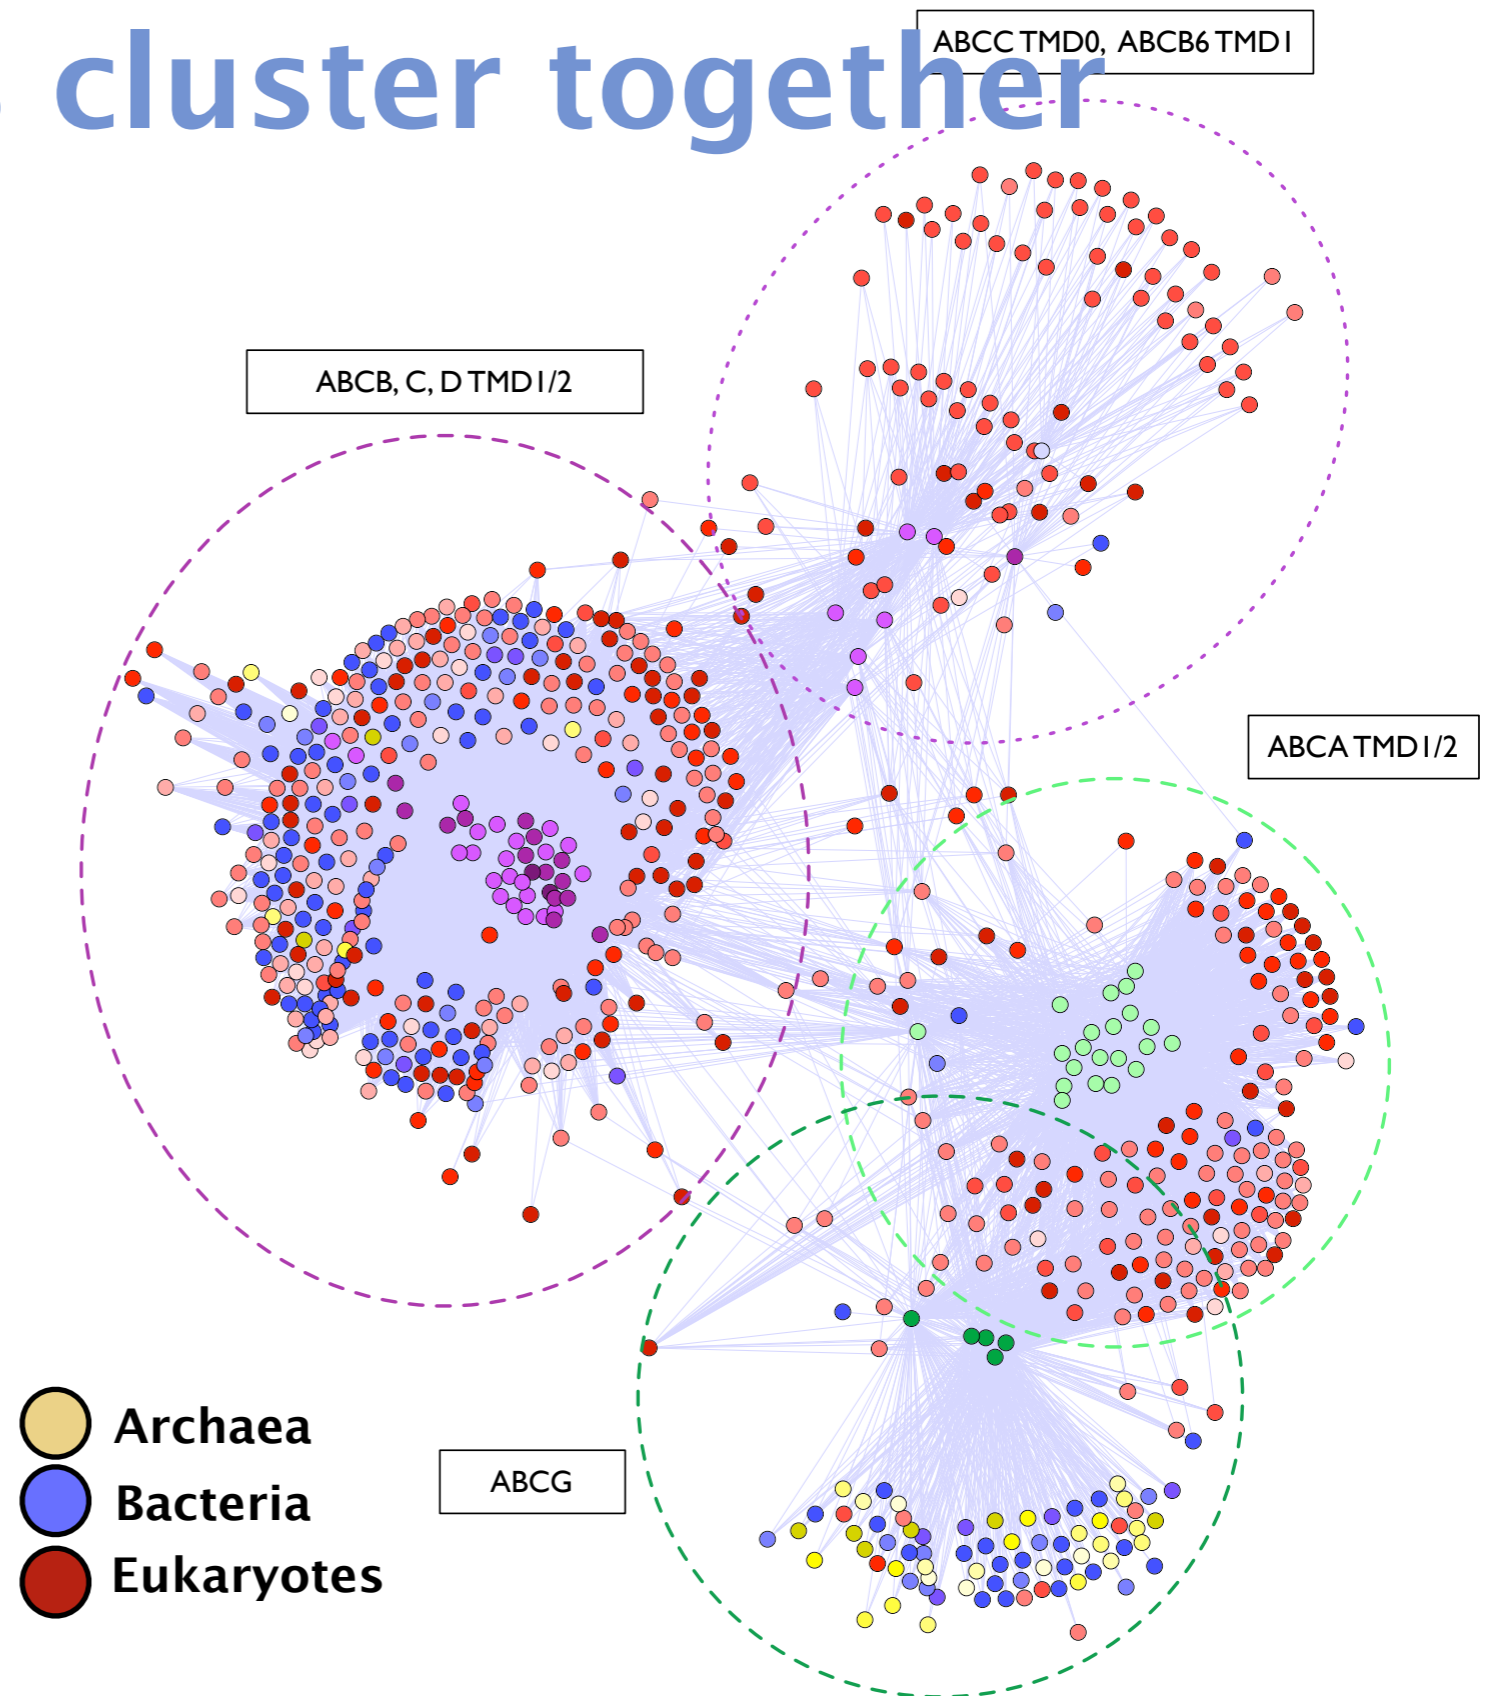 cluster together
ABCC TMD0, ABCB6 TMD1
ABCB, C, D TMD1/2
ABCA TMD1/2
ABCG
Archaea
Bacteria
Eukaryotes